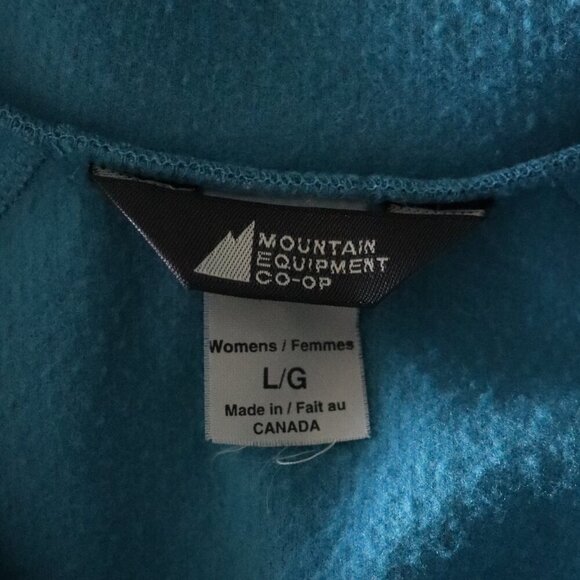 MOUNTAIN
EQUIPMENT
CO-OP
Womens / Femmes
L/G
Made in / Fait au
CANADA